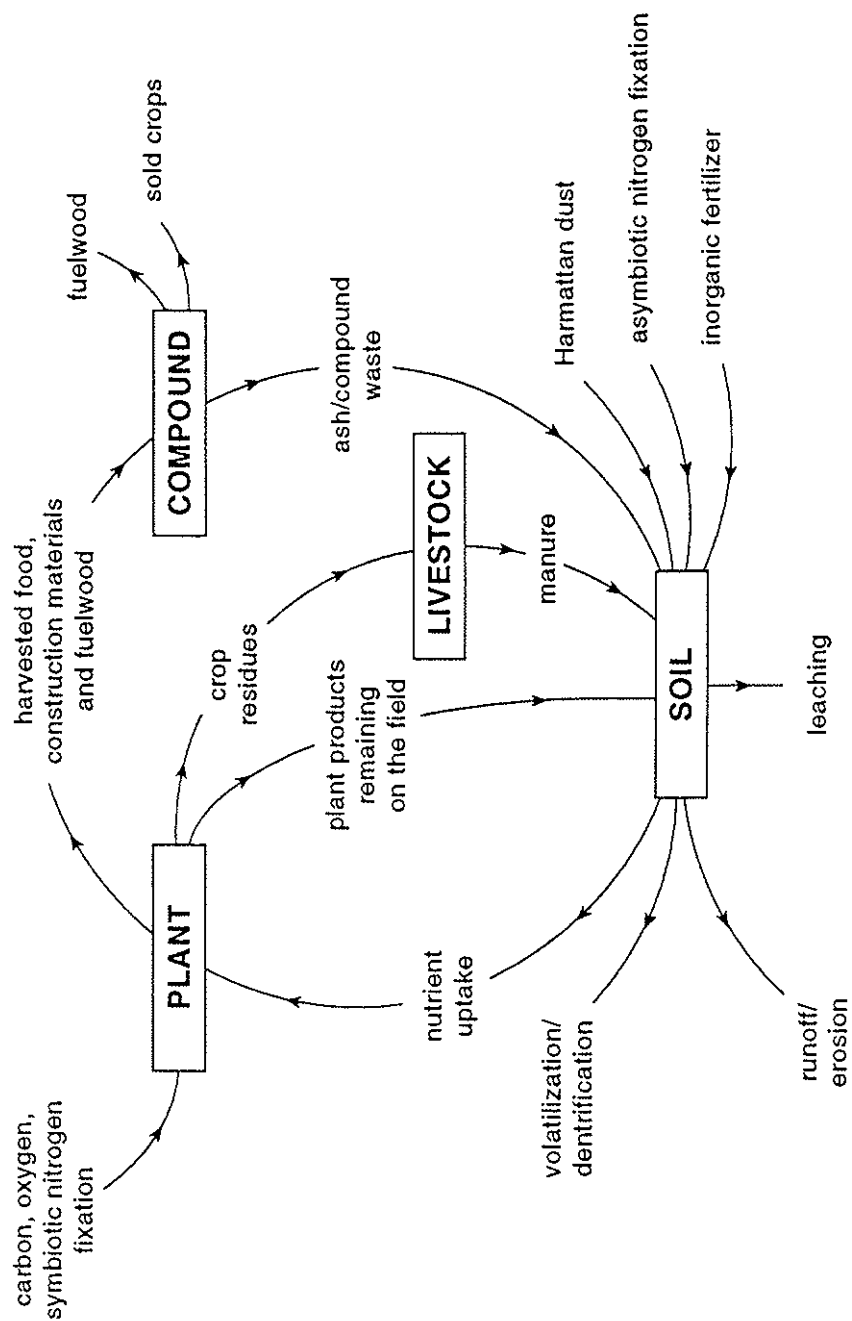 carbon, oxygen,
symbiotic nitrogen
fixation
harvested food,
construction materials
and fuelwood
fuelwood
sold crops
PLANT
COMPOUND
crop
residues
ash/compound
waste
plant products
remaining
on the field
LIVESTOCK
manure
nutrient
uptake
volatilization/
dentrification
runoff/
erosion
SOIL
leaching
Harmattan dust
asymbiotic nitrogen fixation
inorganic fertilizer